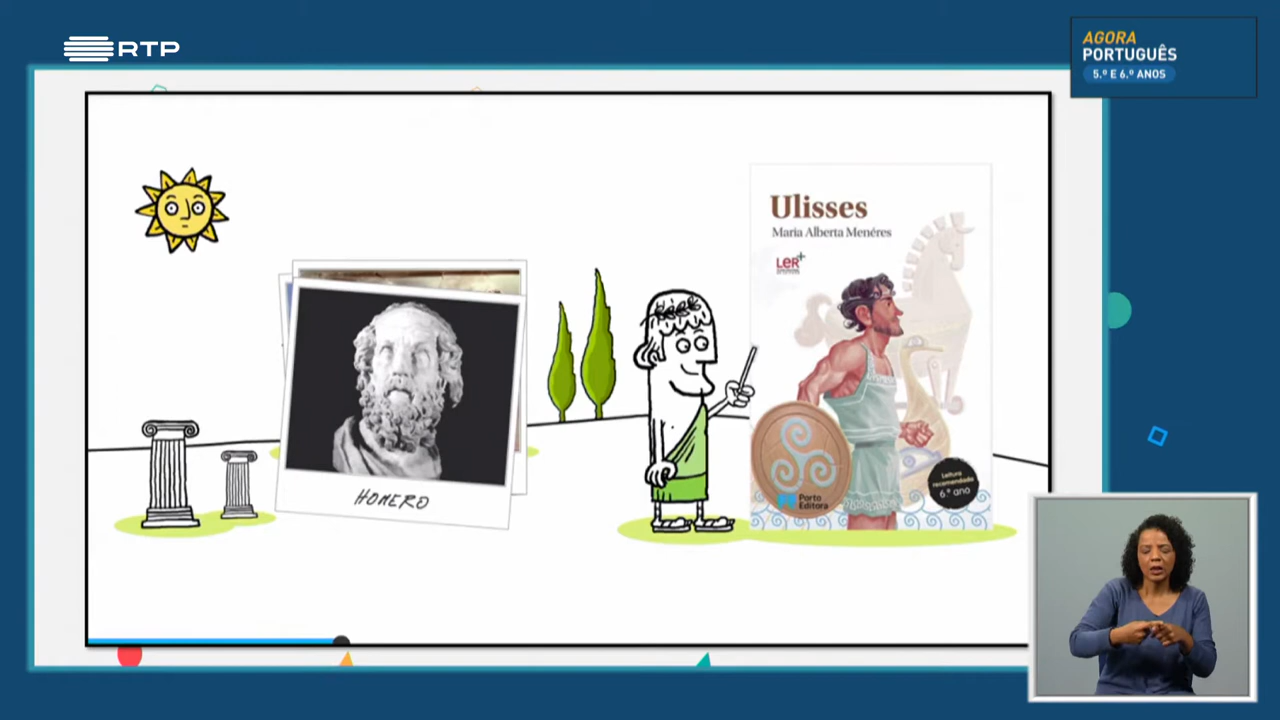 RTP
AGORA
PORTUGUÊS
5.º E 6.º ANOS
Ulisses
Maria Alberta Menéres
LER+
HOMERO
Leitura
recomendada
6.º ano
Porto
Editora